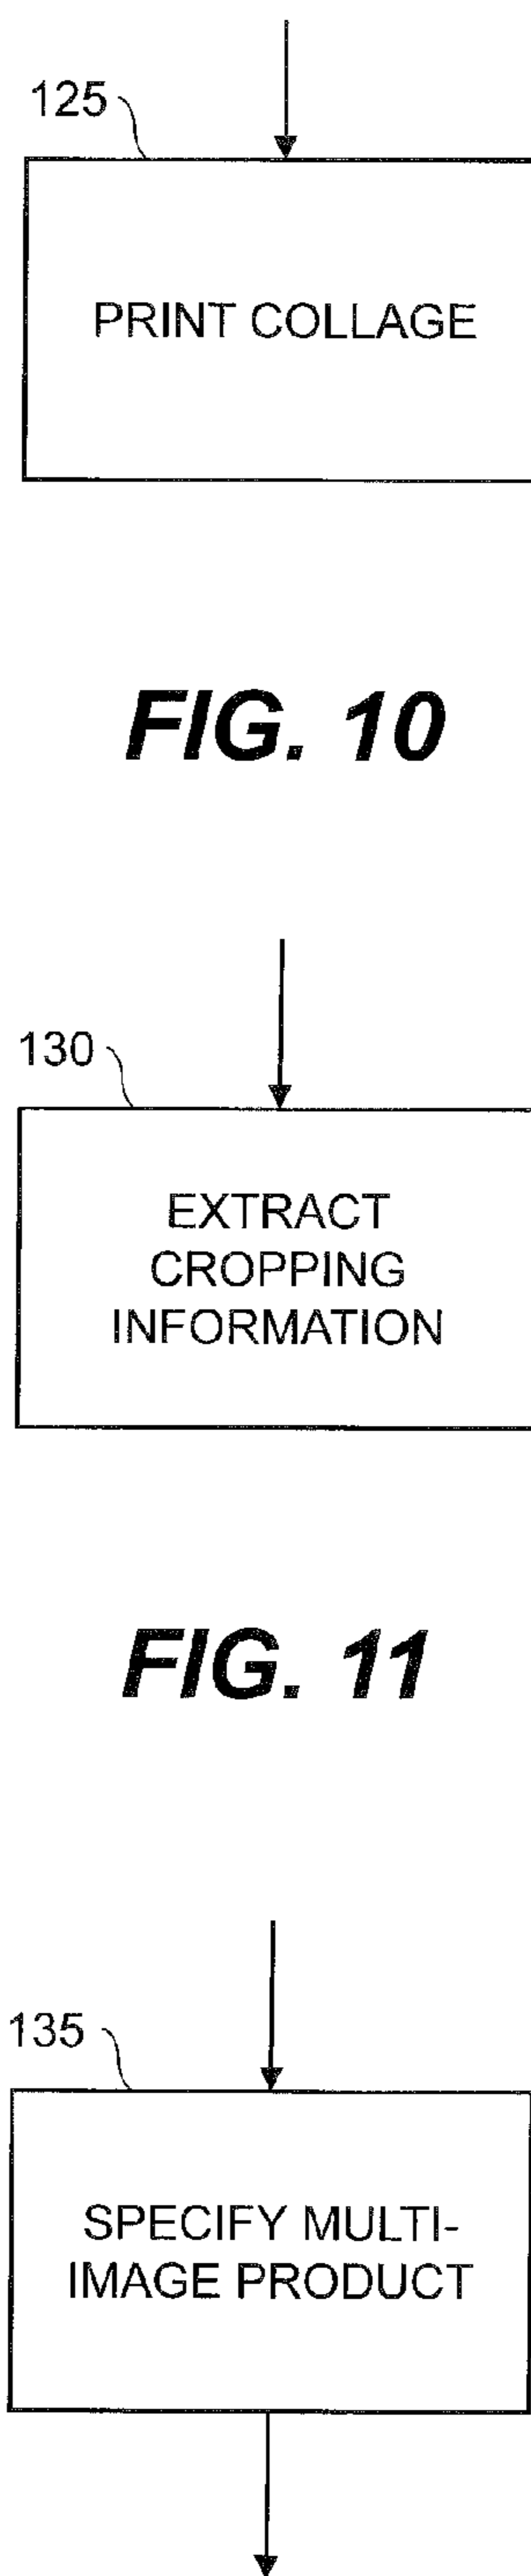 125
PRINT COLLAGE
FIG. 10
130
EXTRACT
CROPPING
INFORMATION
FIG. 11
135
SPECIFY MULTI-
IMAGE PRODUCT